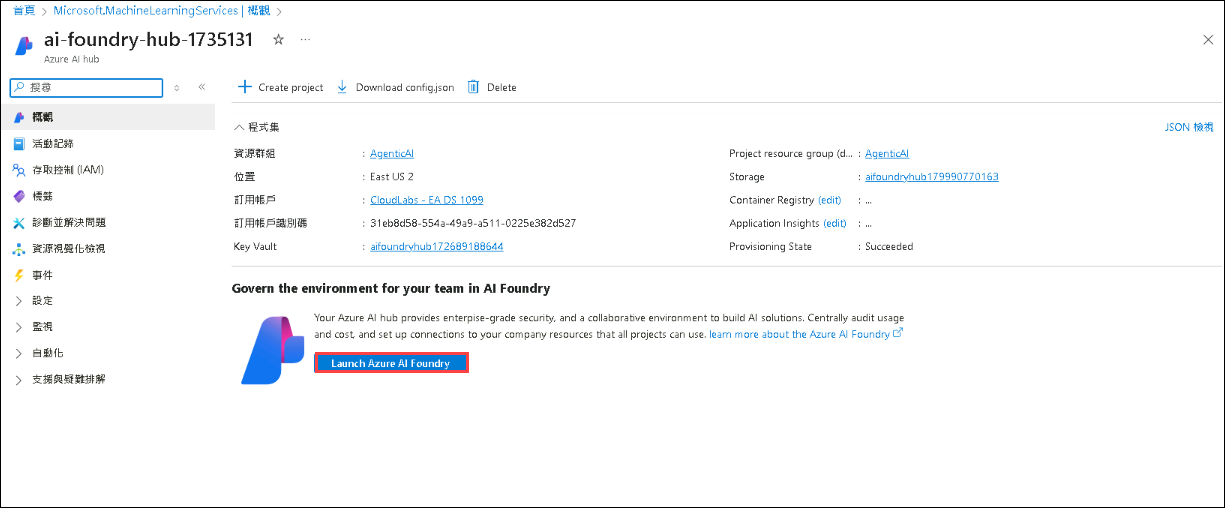 首頁 > Microsoft.MachineLearningServices | 概觀 >
ai-foundry-hub-1735131 ☆ ...
Azure AI hub
搜尋
Create project Download config.json Delete
概觀
活動記錄
存取控制 (IAM)
標籤
診斷並解決問題
資源視覺化檢視
事件
設定
監視
自動化
支援與疑難排解
程式集 JSON 檢視
資源群組 : AgenticAI
位置 : East US 2
訂用帳戶 : CloudLabs - EA DS 1099
訂用帳戶識別碼 : 31eb8d58-554a-49a9-a511-0225e382d527
Key Vault : aifoundryhub172689188644
Project resource group (d... : AgenticAI
Storage : aifoundryhub179990770163
Container Registry (edit) : ...
Application Insights (edit) : ...
Provisioning State : Succeeded
Govern the environment for your team in AI Foundry
Your Azure AI hub provides enterpise-grade security, and a collaborative environment to build AI solutions. Centrally audit usage
and cost, and set up connections to your company resources that all projects can use. learn more about the Azure AI Foundry
Launch Azure AI Foundry